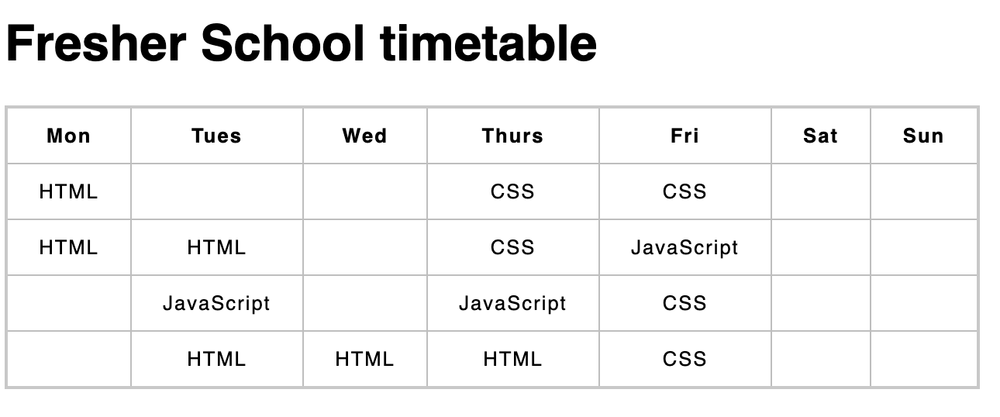 Fresher School timetable
Mon Tues Wed Thurs Fri Sat Sun
HTML CSS CSS
HTML HTML CSS JavaScript
JavaScript JavaScript CSS
HTML HTML HTML CSS